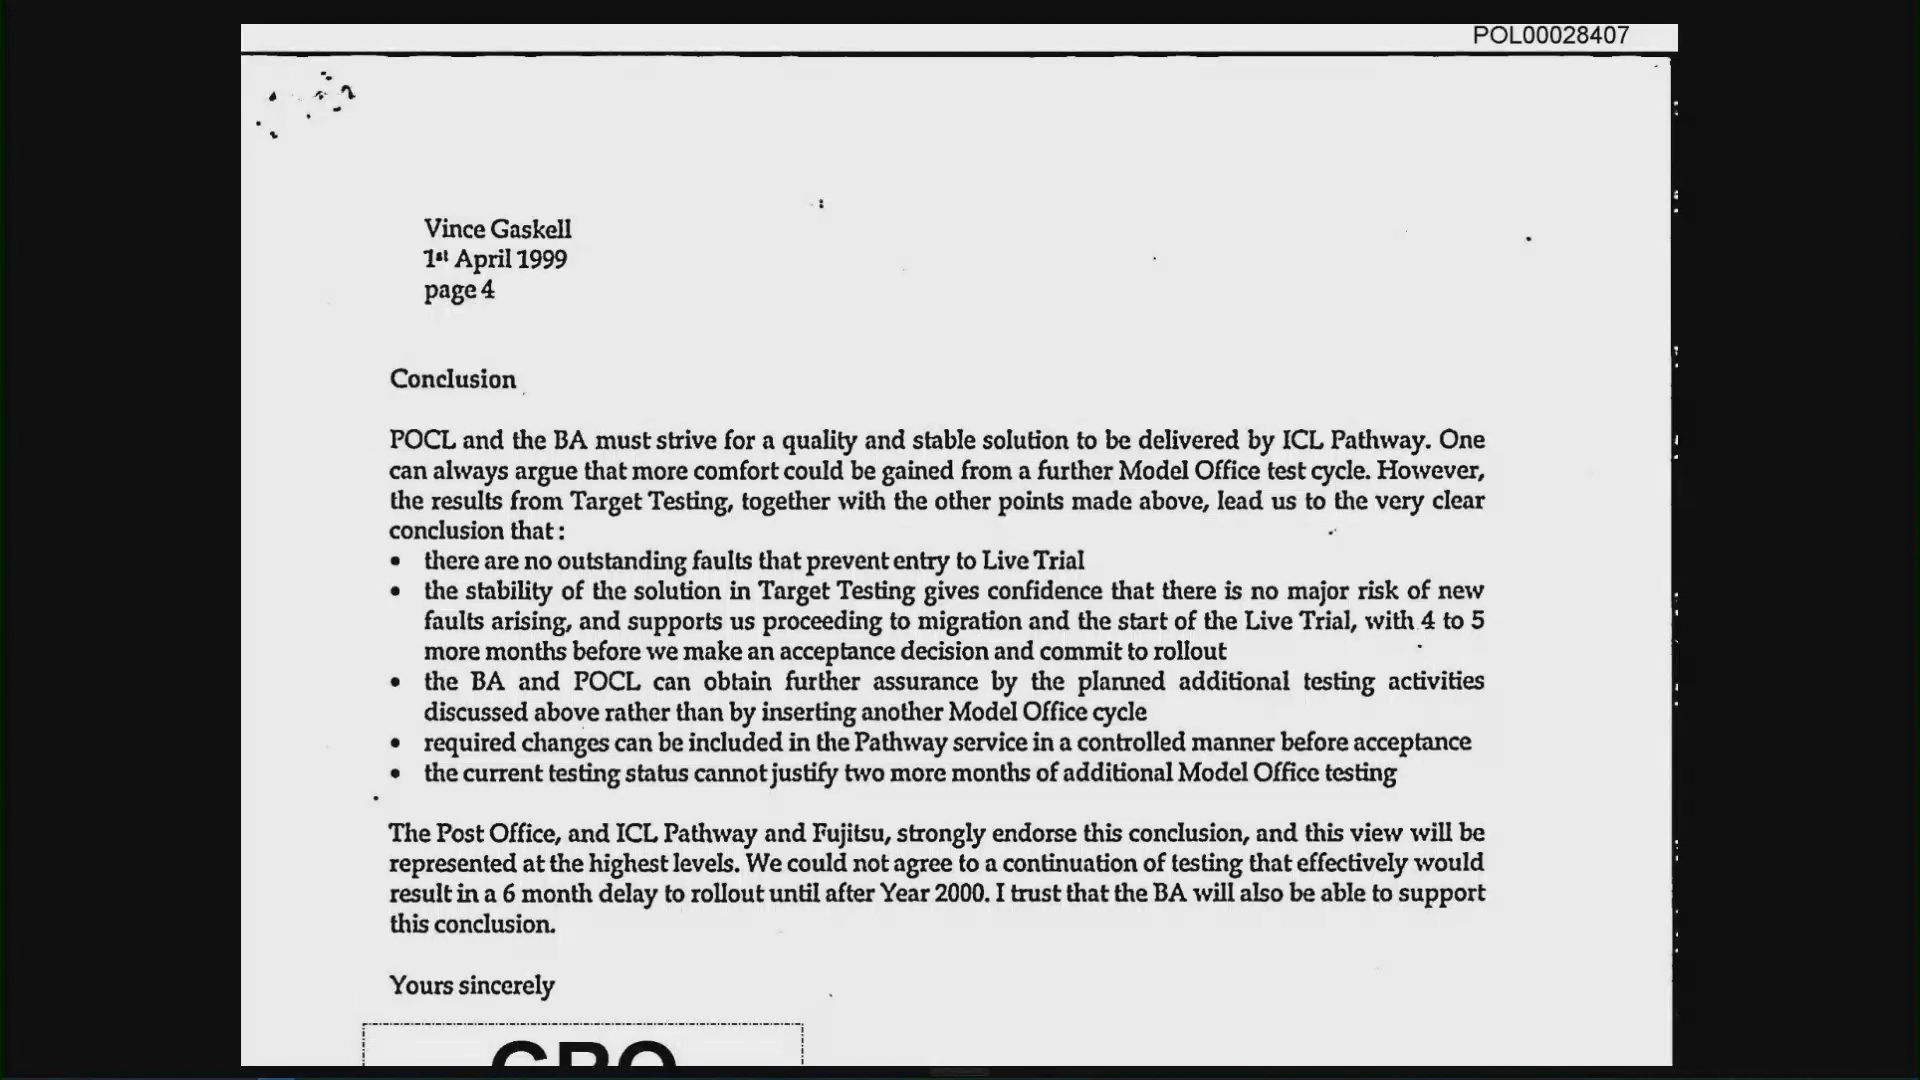 POL00028407
Vince Gaskell
1st April 1999
page 4
Conclusion
POCL and the BA must strive for a quality and stable solution to be delivered by ICL Pathway. One
can always argue that more comfort could be gained from a further Model Office test cycle. However,
the results from Target Testing, together with the other points made above, lead us to the very clear
conclusion that :
• there are no outstanding faults that prevent entry to Live Trial
• the stability of the solution in Target Testing gives confidence that there is no major risk of new
faults arising, and supports us proceeding to migration and the start of the Live Trial, with 4 to 5
more months before we make an acceptance decision and commit to rollout
• the BA and POCL can obtain further assurance by the planned additional testing activities
discussed above rather than by inserting another Model Office cycle
• required changes can be included in the Pathway service in a controlled manner before acceptance
• the current testing status cannot justify two more months of additional Model Office testing
The Post Office, and ICL Pathway and Fujitsu, strongly endorse this conclusion, and this view will be
represented at the highest levels. We could not agree to a continuation of testing that effectively would
result in a 6 month delay to rollout until after Year 2000. I trust that the BA will also be able to support
this conclusion.
Yours sincerely
GRO